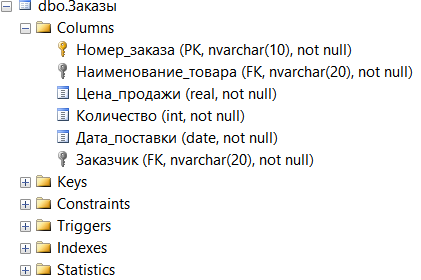 dbo.Заказы
Columns
Номер_заказа (PK, nvarchar(10), not null)
Наименование_товара (FK, nvarchar(20), not null)
Цена_продажи (real, not null)
Количество (int, not null)
Дата_поставки (date, not null)
Заказчик (FK, nvarchar(20), not null)
Keys
Constraints
Triggers
Indexes
Statistics